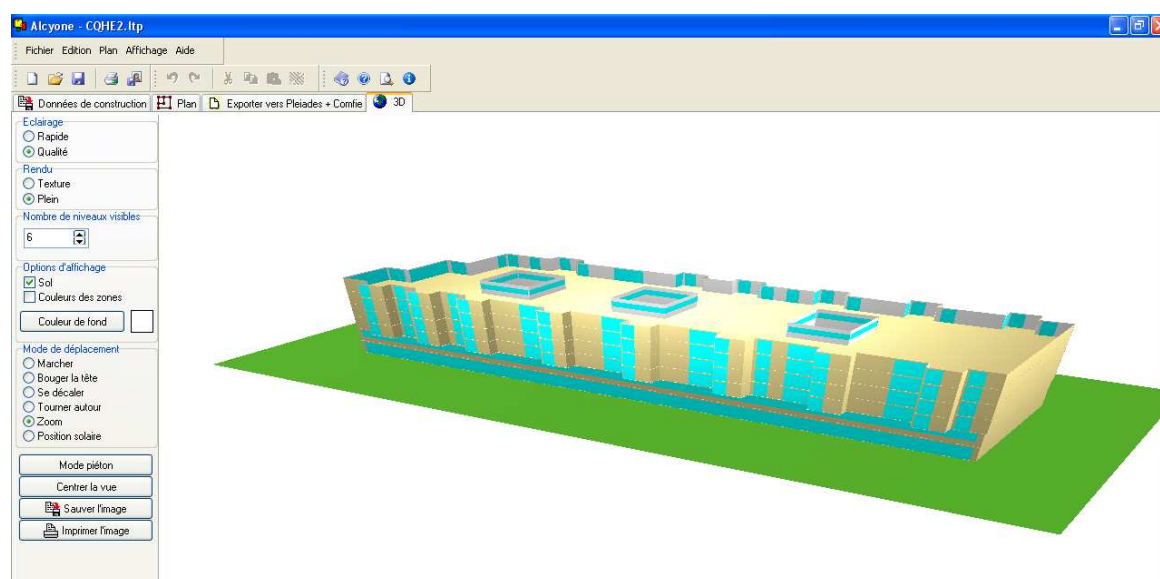 Alcyone - CQHE2.ltp
Fichier Edition Plan Affichage Aide
Données de construction Plan Exporter vers Pleiades + Comfie 3D
Eclairage
Rapide
Qualité
Rendu
Texture
Plein
Nombre de niveaux visibles
6
Options d'affichage
Sol
Couleurs des zones
Couleur de fond
Mode de déplacement
Marcher
Bouger la tête
Se décaler
Tourner autour
Zoom
Position solaire
Mode piéton
Centrer la vue
Sauver l'image
Imprimer l'image